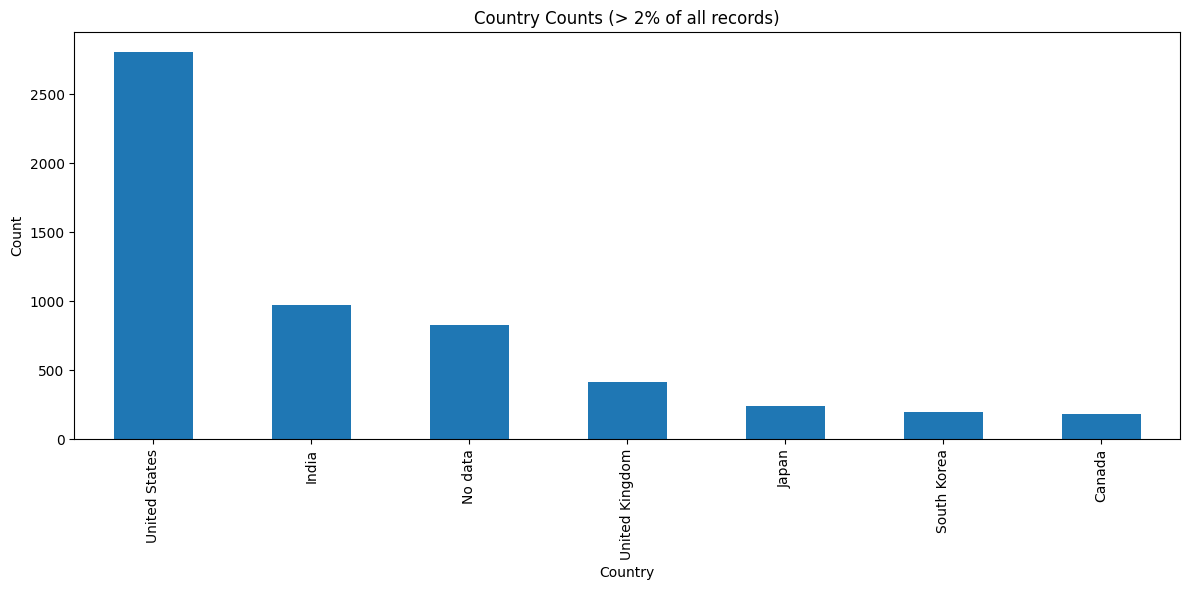 Country Counts (> 2% of all records)
Count
2500
2000
1500
1000
500
0
United States
India
No data
United Kingdom
Japan
South Korea
Canada
Country